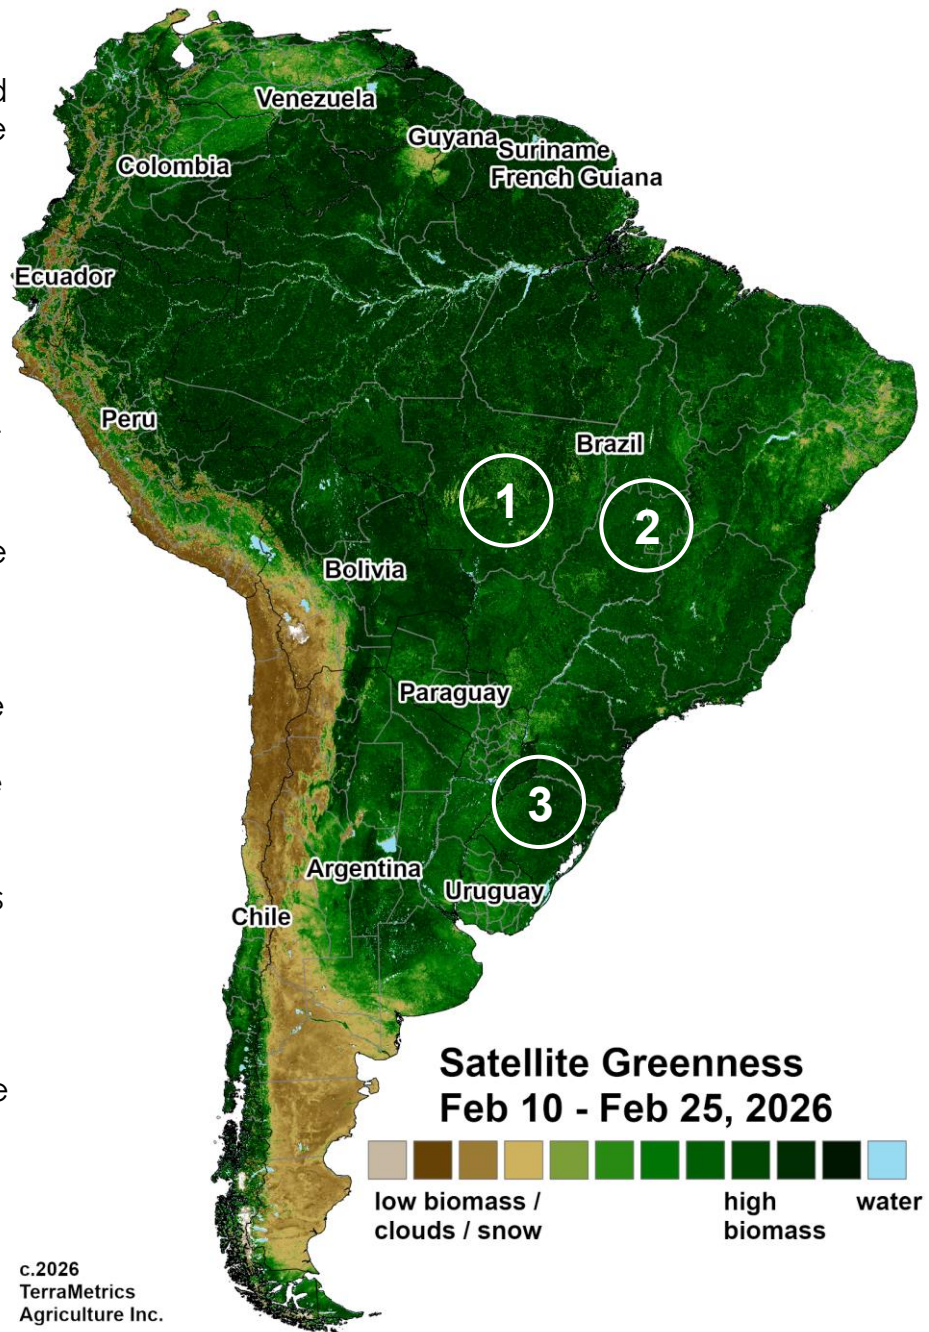 d
e
Venezuela
Guyana
Suriname
French Guiana
Colombia
Ecuador
Peru
Brazil
1
2
e
Bolivia
e
Paraguay
e
3
Argentina
Uruguay
s
Chile
Satellite Greenness
Feb 10 - Feb 25, 2026
e
low biomass /
clouds / snow
high
biomass
water
c.2026
TerraMetrics
Agriculture Inc.